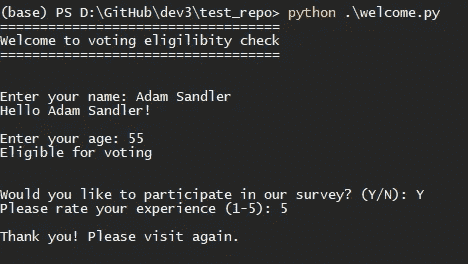 (base) PS D:\GitHub\dev3\test_repo> python .\welcome.py
===================================
Welcome to voting eligilibity check
===================================
Enter your name: Adam Sandler
Hello Adam Sandler!
Enter your age: 55
Eligible for voting
Would you like to participate in our survey? (Y/N): Y
Please rate your experience (1-5): 5
Thank you! Please visit again.